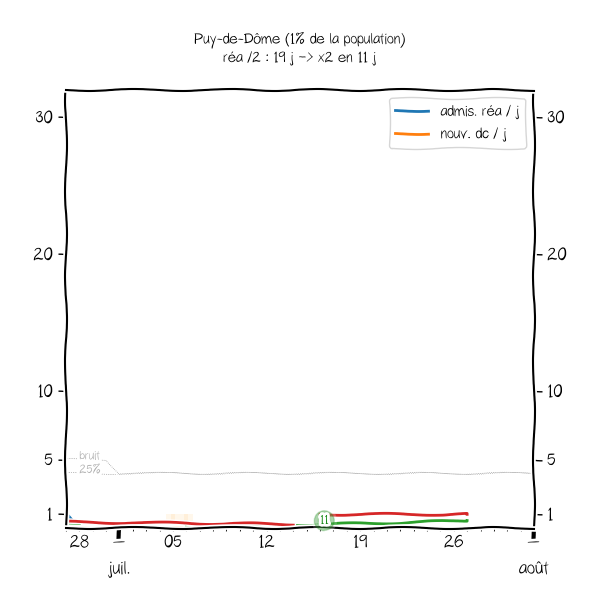 Puy-de-Dôme (1% de la population)
réa /2 : 19 j -> x2 en 11 j
admis. réa / j
nouv. dc / j
30
30
20
20
10
10
5
5
bruit
25%
1
1
11
28
05
12
19
26
juil.
août